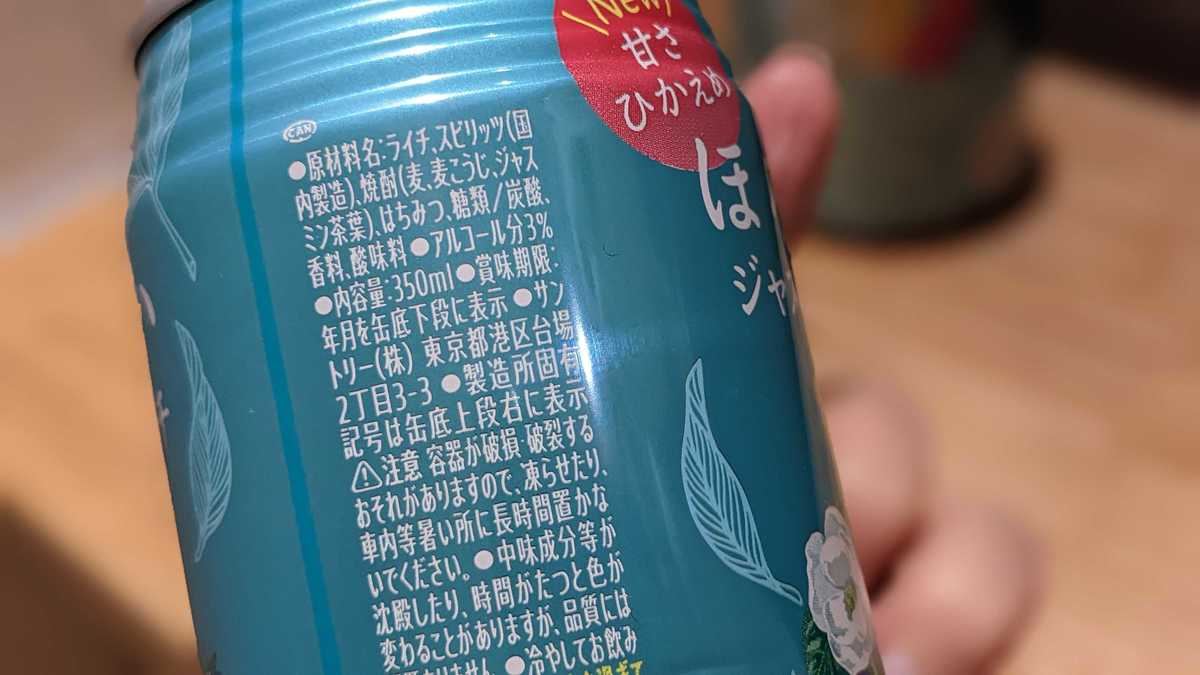 New
甘さ
ひかえめ
ほ
ジャス
CAN
●原材料名:ライチ、スピリッツ(国
内製造)、焼酎(麦、麦こうじ、ジャス
ミン茶葉)、はちみつ、糖類/炭酸、
香料、酸味料 ●アルコール分3%
●内容量:350ml ●賞味期限:
年月を缶底下段に表示 ●サン
トリー(株) 東京都港区台場
2丁目3-3 ●製造所固有
記号は缶底上段右に表示
⚠注意 容器が破損・破裂する
おそれがありますので、凍らせたり、
車内等暑い所に長時間置かな
いでください。●中味成分等が
沈殿したり、時間がたつと色が
変わることがありますが、品質には
ありません ●冷やしてお飲み